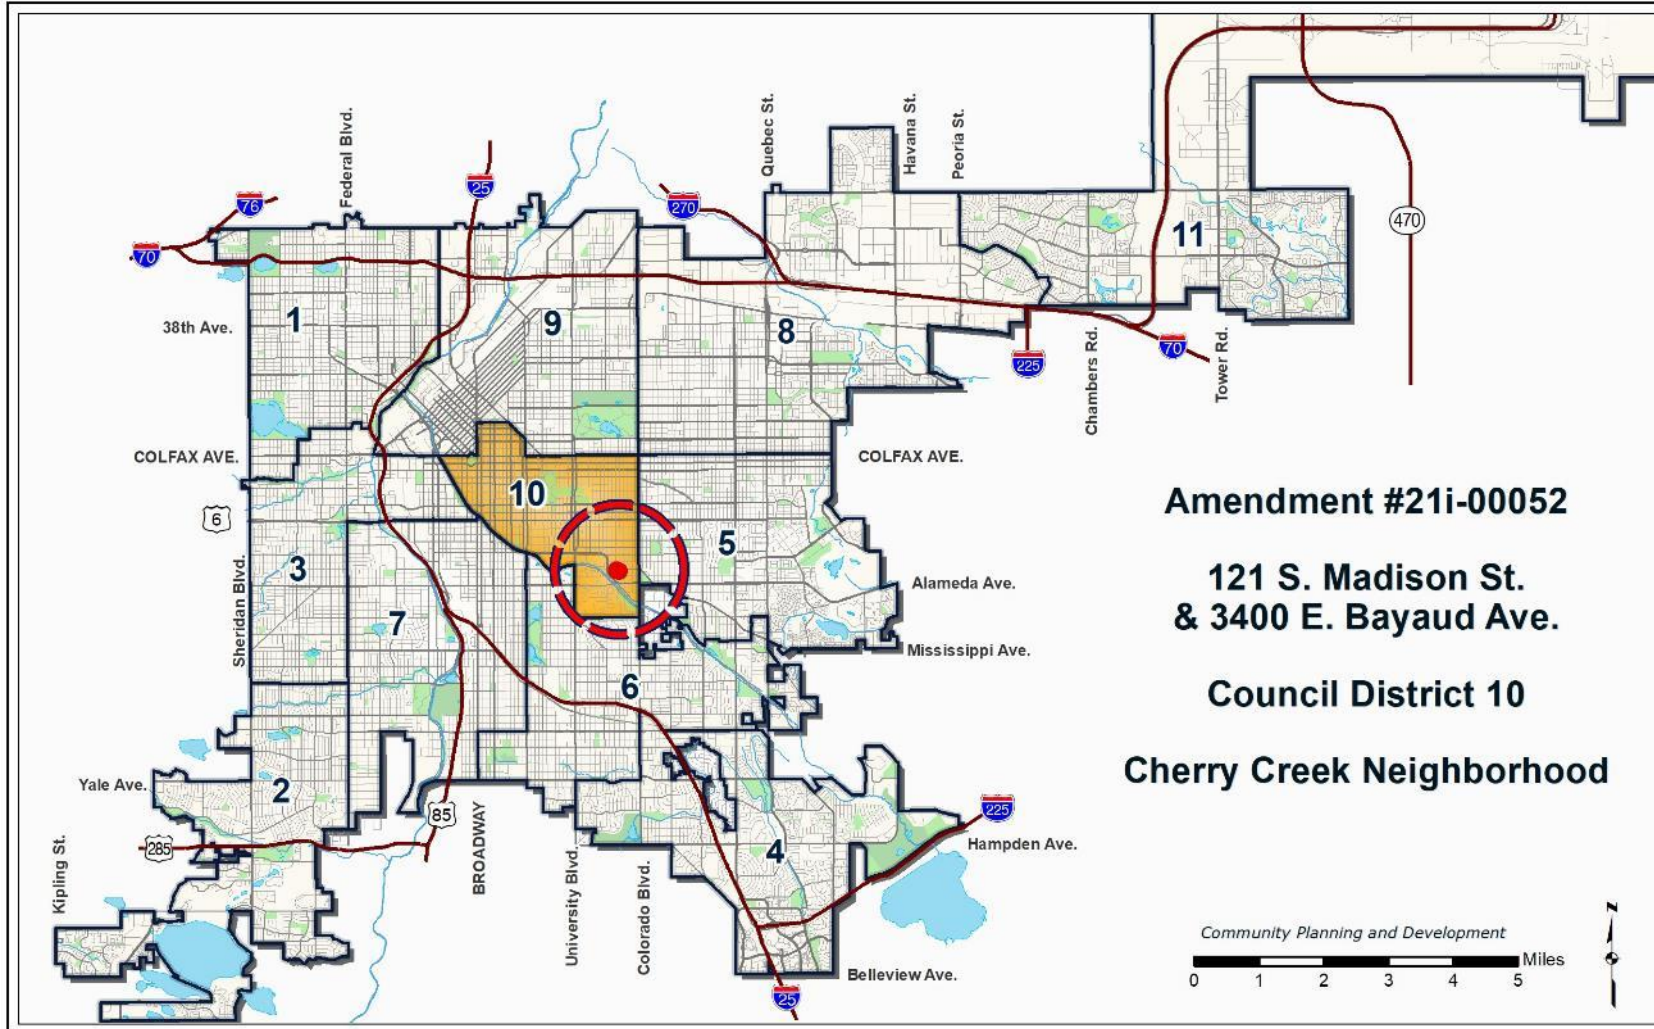 Federal Blvd.
Quebec St.
Havana St.
Peoria St.
25
76
270
70
470
11
1
9
8
38th Ave.
225
70
Chambers Rd.
Tower Rd.
COLFAX AVE.
COLFAX AVE.
10
6
5
3
Sheridan Blvd.
Alameda Ave.
7
Mississippi Ave.
6
Yale Ave.
2
85
285
BROADWAY
225
Hampden Ave.
4
Kipling St.
University Blvd.
Colorado Blvd.
Belleview Ave.
25
Amendment #21i-00052
121 S. Madison St.
& 3400 E. Bayaud Ave.
Council District 10
Cherry Creek Neighborhood
Community Planning and Development
Miles
0 1 2 3 4 5
N